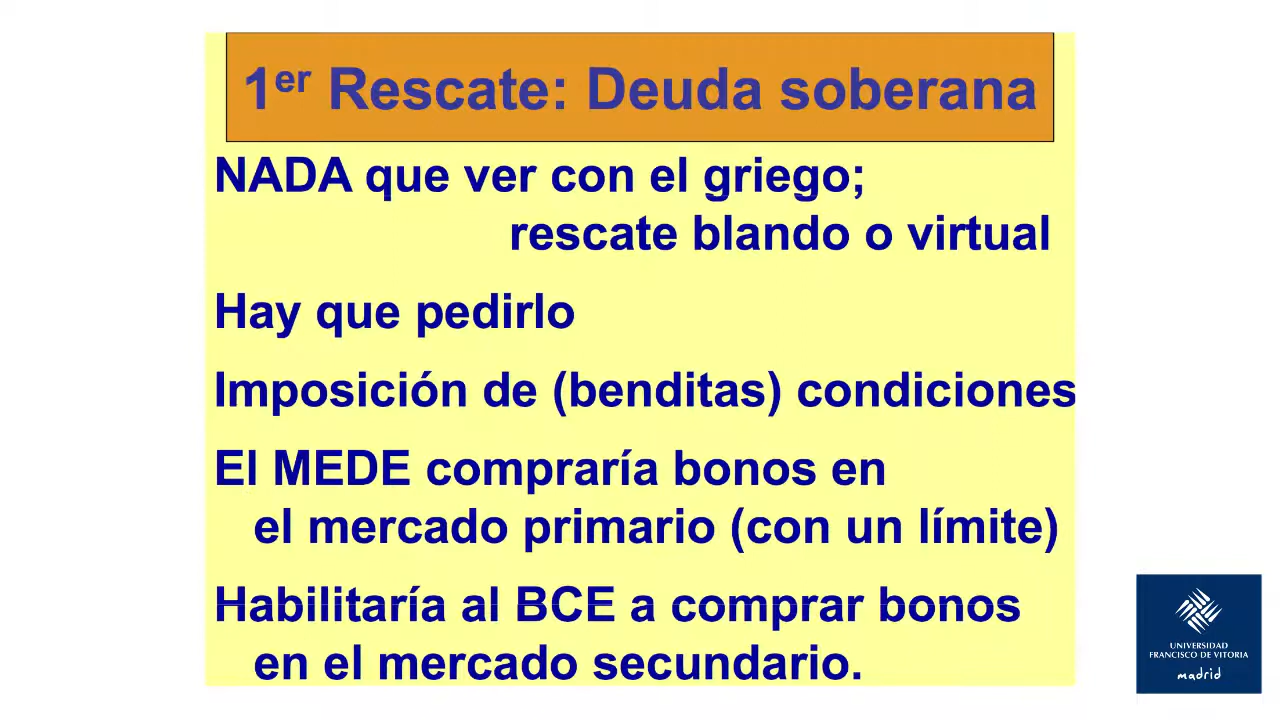 1er Rescate: Deuda soberana
NADA que ver con el griego;
rescate blando o virtual
Hay que pedirlo
Imposición de (benditas) condiciones
El MEDE compraría bonos en
el mercado primario (con un límite)
Habilitaría al BCE a comprar bonos
en el mercado secundario.
UNIVERSIDAD
FRANCISCO DE VITORIA
madrid